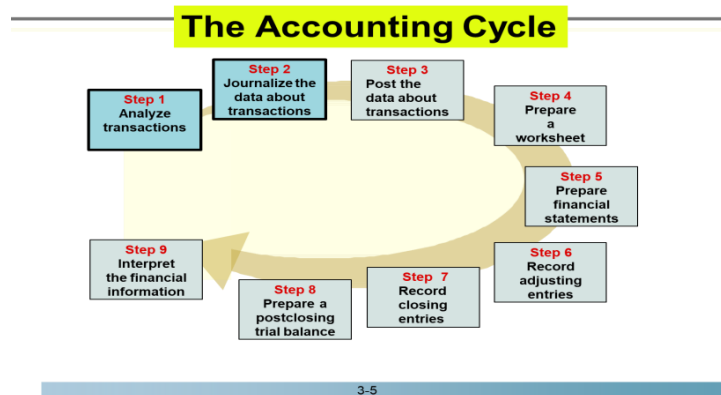 The Accounting Cycle
Step 1
Analyze
transactions
Step 2
Journalize the
data about
transactions
Step 3
Post the
data about
transactions
Step 4
Prepare
a
worksheet
Step 5
Prepare
financial
statements
Step 6
Record
adjusting
entries
Step 7
Record
closing
entries
Step 8
Prepare a
postclosing
trial balance
Step 9
Interpret
the financial
information
3-5